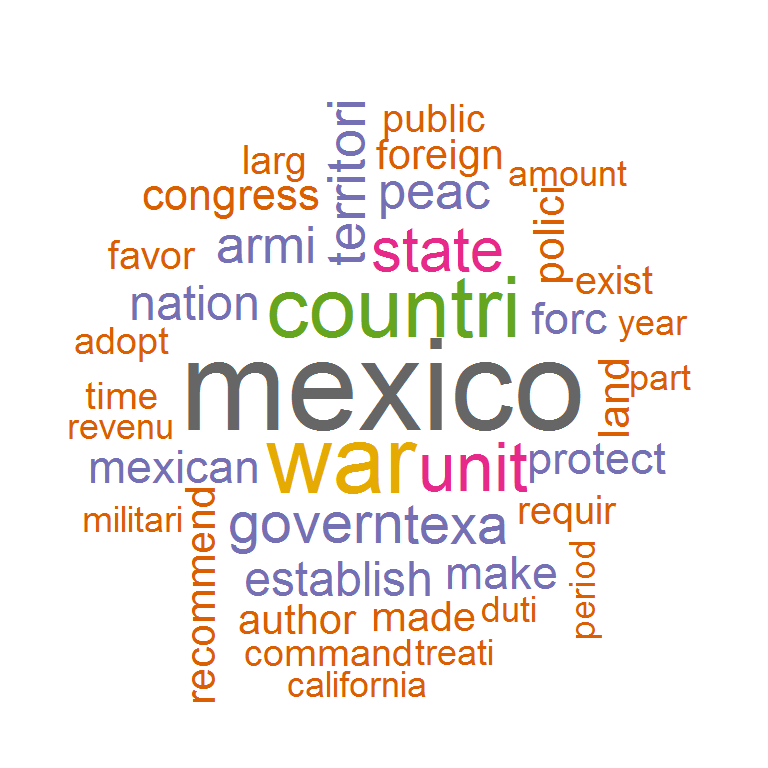 public
larg
foreign
territori
amount
congress
peac
polici
armi
state
favor
exist
nation
countri
forc
year
adopt
mexico
land
part
time
revenu
war
unit
protect
mexican
militari
recommend
govern
texa
requir
establish
make
period
author
made
duti
command
treati
california